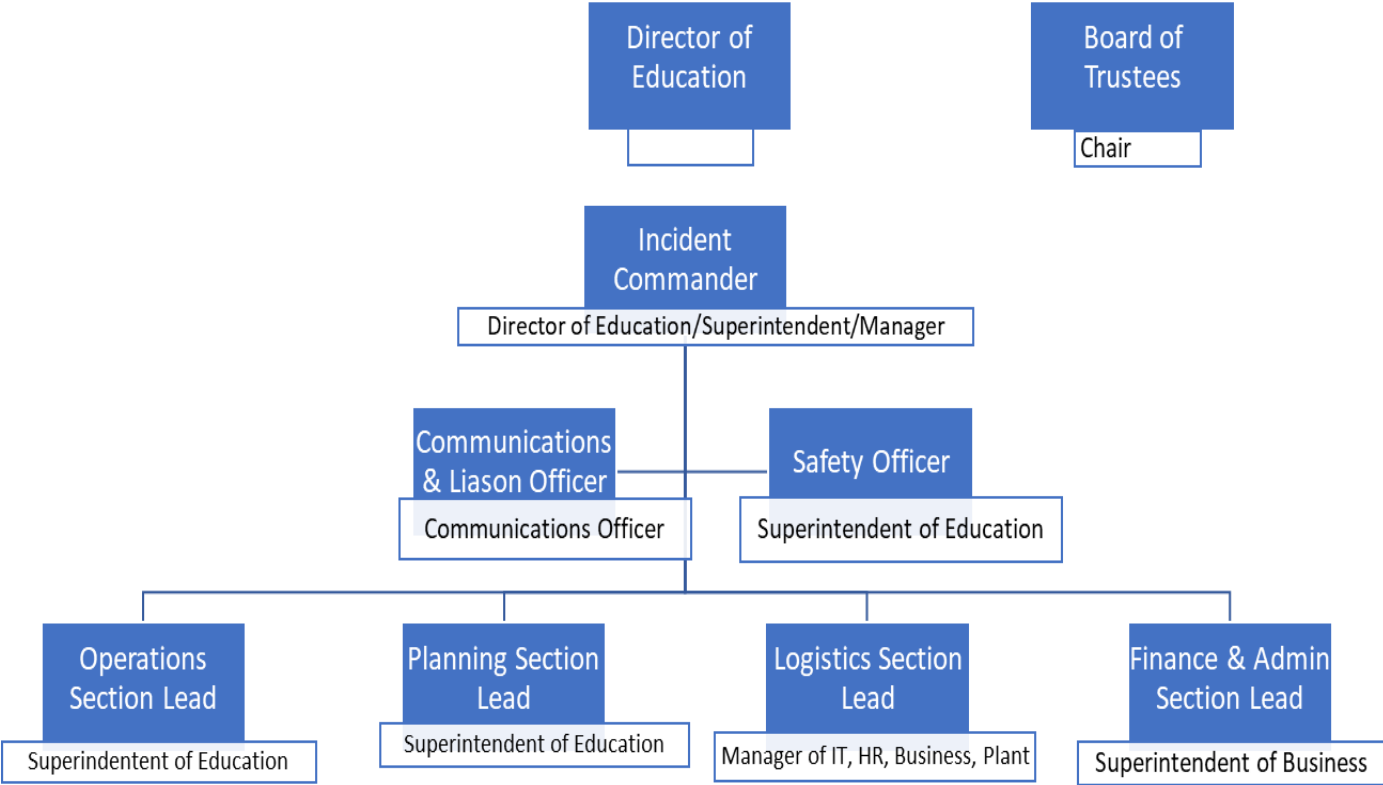 Director of
Education
Board of
Trustees
Chair
Incident
Commander
Director of Education/Superintendent/Manager
Communications
& Liason Officer
Communications Officer
Safety Officer
Superintendent of Education
Operations
Section Lead
Superindentent of Education
Planning Section
Lead
Superintendent of Education
Logistics Section
Lead
Manager of IT, HR, Business, Plant
Finance & Admin
Section Lead
Superintendent of Business